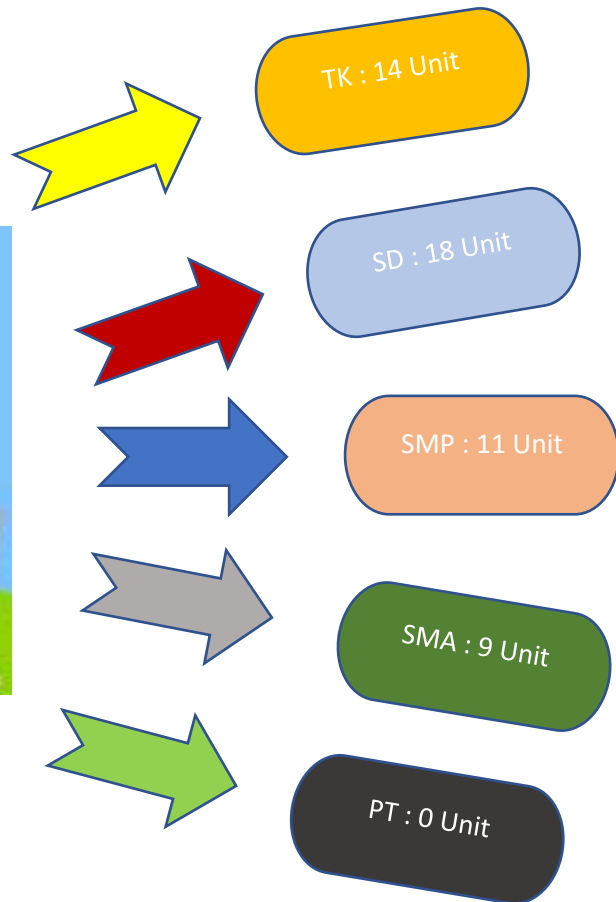 TK : 14 Unit
SD : 18 Unit
SMP : 11 Unit
SMA : 9 Unit
PT : 0 Unit